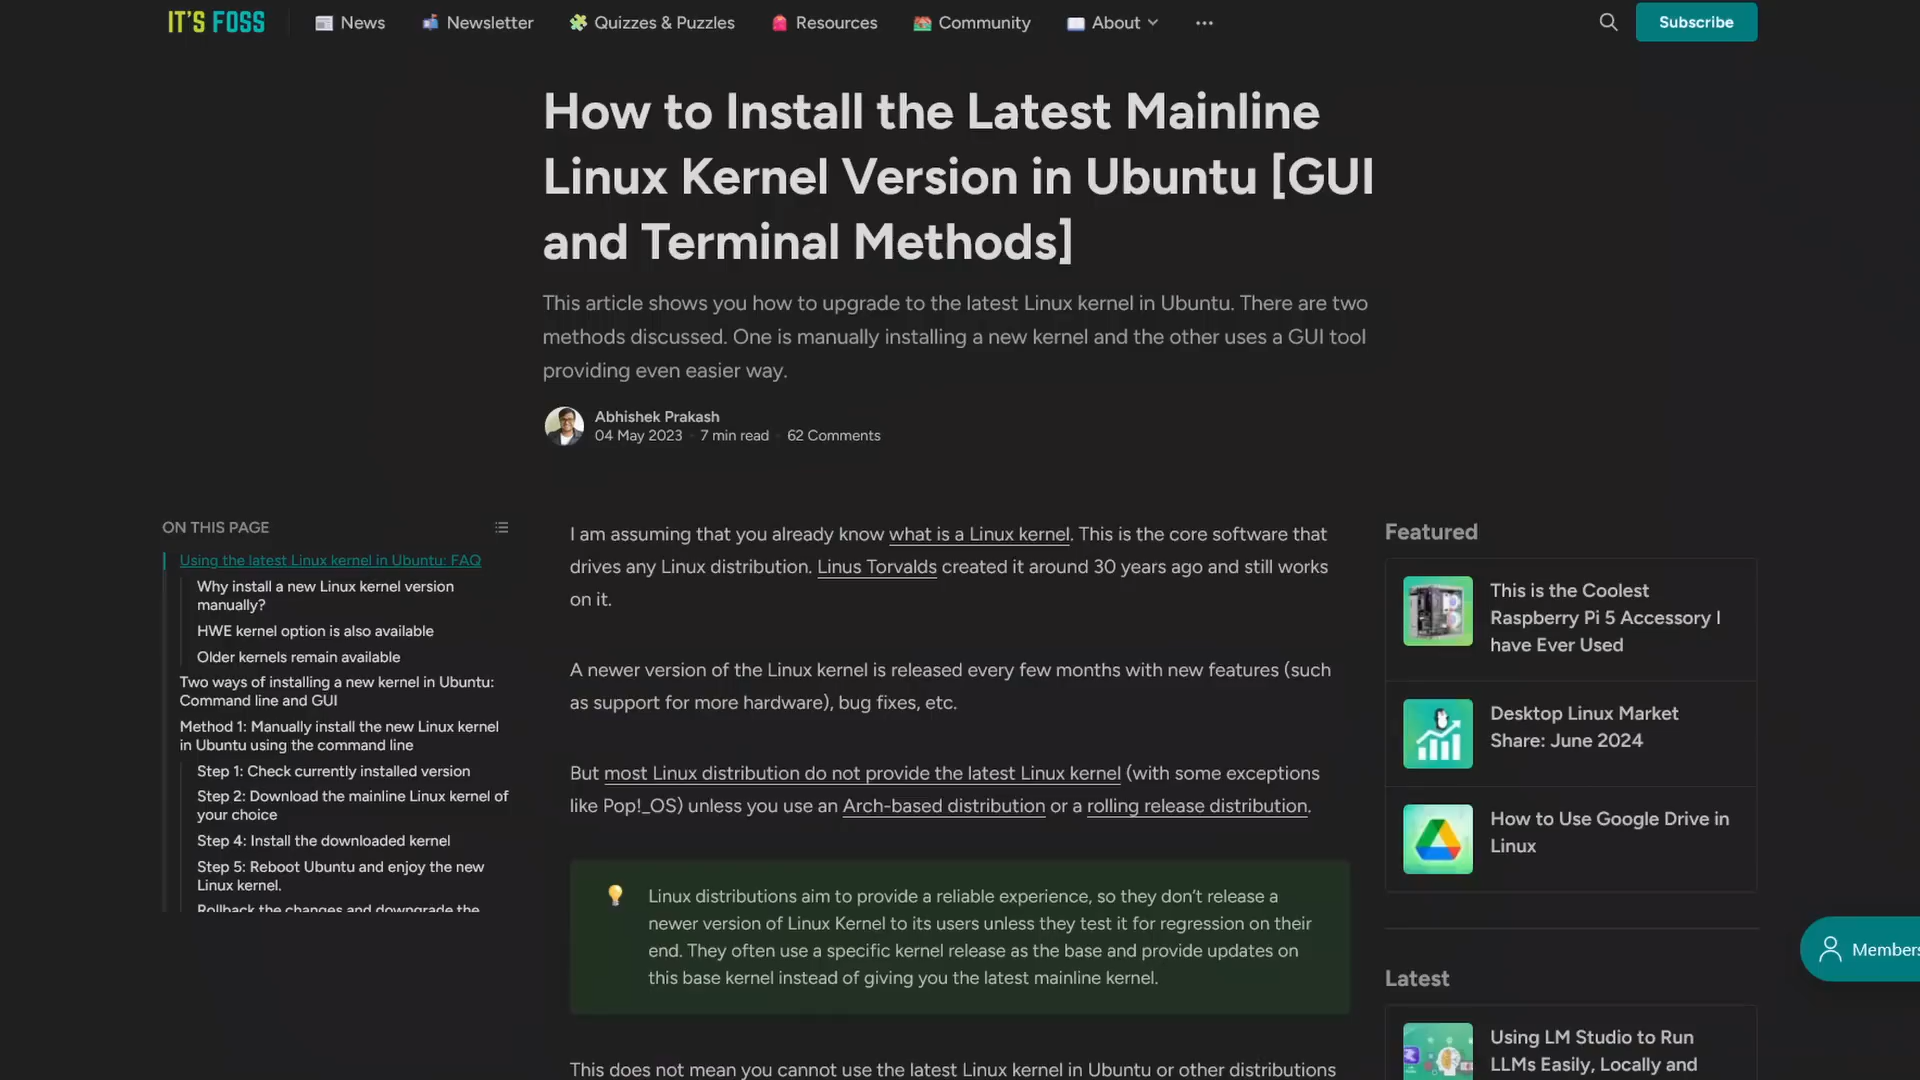 IT'S FOSS
News
Newsletter
Quizzes & Puzzles
Resources
Community
About
Subscribe
How to Install the Latest Mainline
Linux Kernel Version in Ubuntu [GUI
and Terminal Methods]
This article shows you how to upgrade to the latest Linux kernel in Ubuntu. There are two
methods discussed. One is manually installing a new kernel and the other uses a GUI tool
providing even easier way.
Abhishek Prakash
04 May 2023 · 7 min read · 62 Comments
ON THIS PAGE
Using the latest Linux kernel in Ubuntu: FAQ
Why install a new Linux kernel version
manually?
HWE kernel option is also available
Older kernels remain available
Two ways of installing a new kernel in Ubuntu:
Command line and GUI
Method 1: Manually install the new Linux kernel
in Ubuntu using the command line
Step 1: Check currently installed version
Step 2: Download the mainline Linux kernel of
your choice
Step 4: Install the downloaded kernel
Step 5: Reboot Ubuntu and enjoy the new
Linux kernel.
Rollback the changes and downgrade the
I am assuming that you already know what is a Linux kernel. This is the core software that
drives any Linux distribution. Linus Torvalds created it around 30 years ago and still works
on it.
A newer version of the Linux kernel is released every few months with new features (such
as support for more hardware), bug fixes, etc.
But most Linux distribution do not provide the latest Linux kernel (with some exceptions
like Pop!_OS) unless you use an Arch-based distribution or a rolling release distribution.
Linux distributions aim to provide a reliable experience, so they don't release a
newer version of Linux Kernel to its users unless they test it for regression on their
end. They often use a specific kernel release as the base and provide updates on
this base kernel instead of giving you the latest mainline kernel.
This does not mean you cannot use the latest Linux kernel in Ubuntu or other distributions
Featured
This is the Coolest
Raspberry Pi 5 Accessory I
have Ever Used
Desktop Linux Market
Share: June 2024
How to Use Google Drive in
Linux
Members
Latest
Using LM Studio to Run
LLMs Easily, Locally and